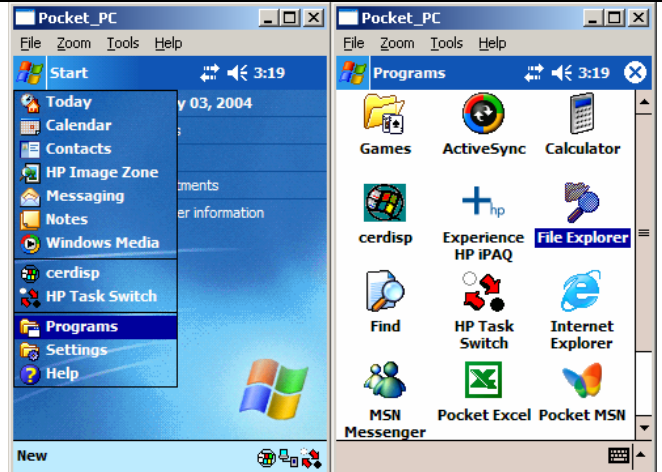 Pocket_PC
File Zoom Tools Help
Start 3:19
Today
y 03, 2004
Calendar
s
Contacts
HP Image Zone
tments
Messaging
Notes
er information
Windows Media
cerdisp
HP Task Switch
Programs
Settings
Help
New
Pocket_PC
File Zoom Tools Help
Programs 3:19
Games ActiveSync Calculator
cerdisp Experience HP iPAQ File Explorer
hp
Find HP Task Switch Internet Explorer
MSN Messenger Pocket Excel Pocket MSN